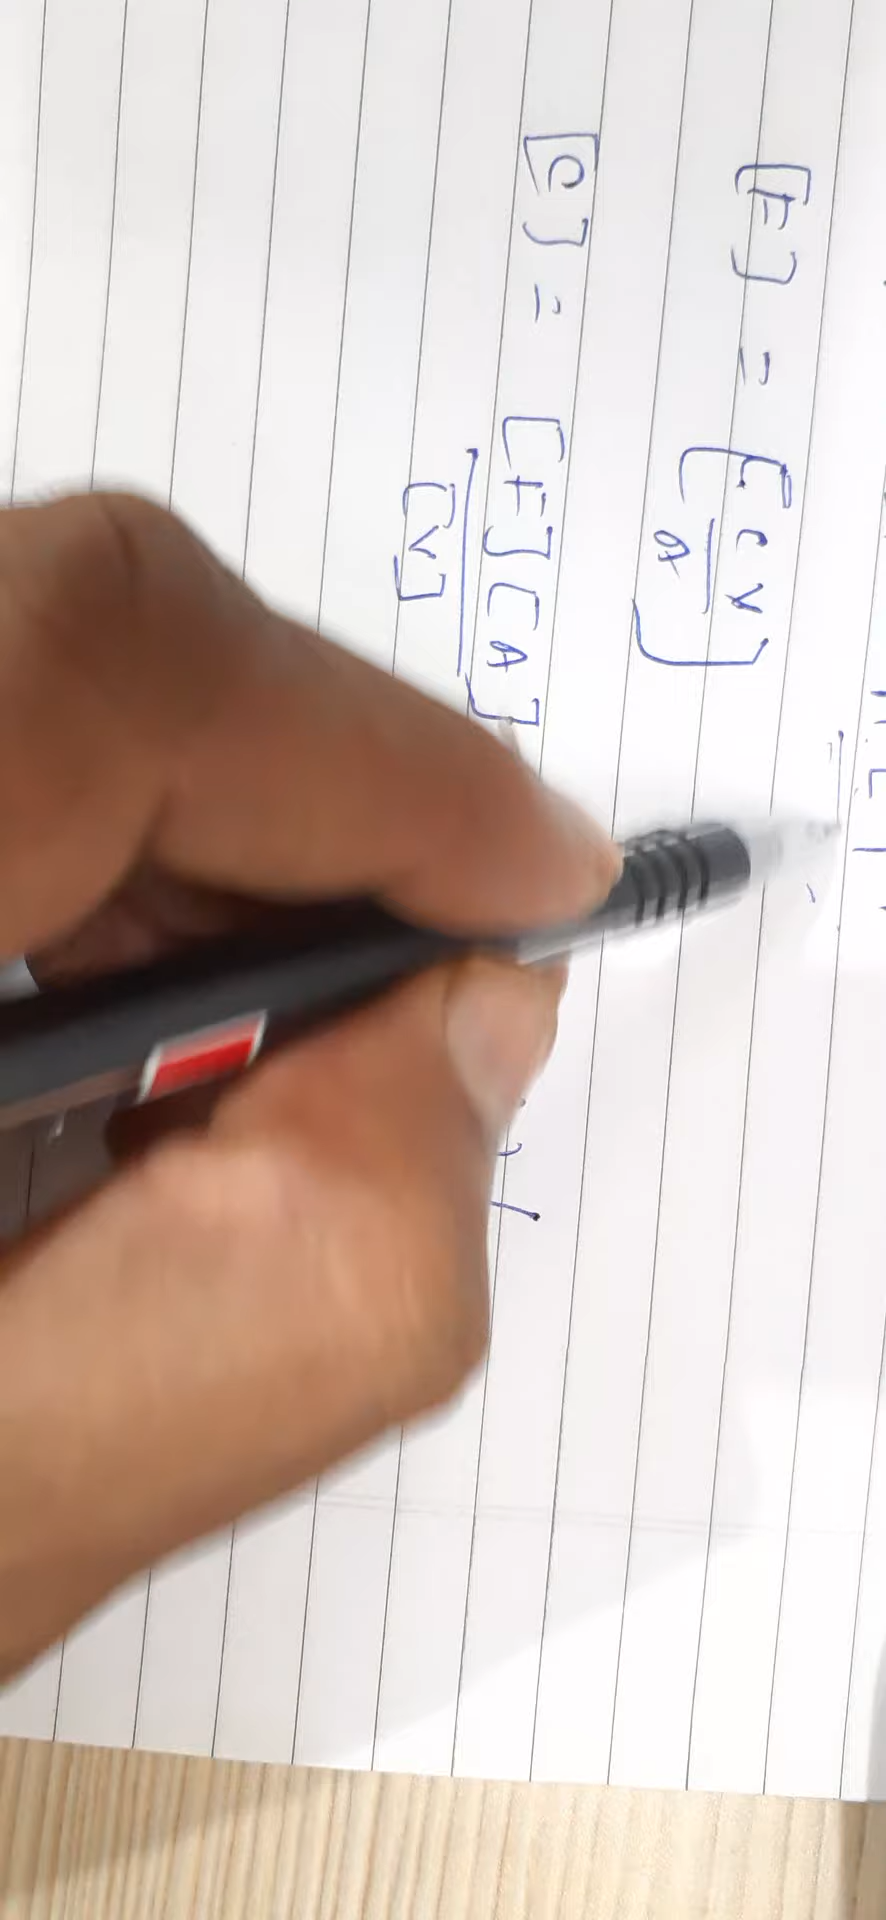 [F] = [CV/A]
[C] = [F][A]/[V]